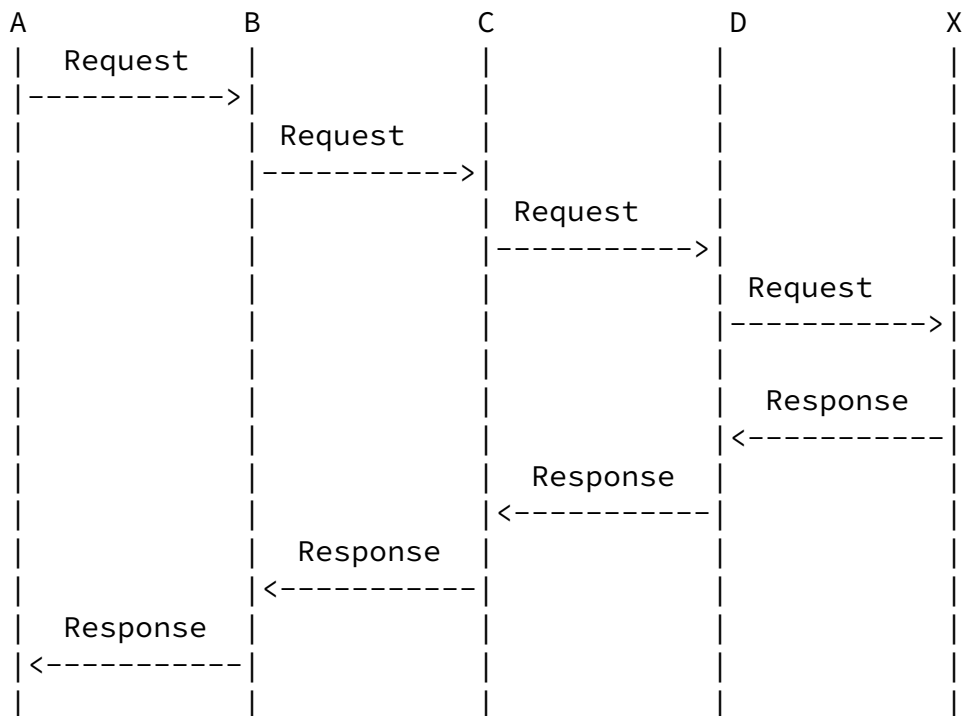 A B C D X
Request
Request
Request
Request
Response
Response
Response
Response